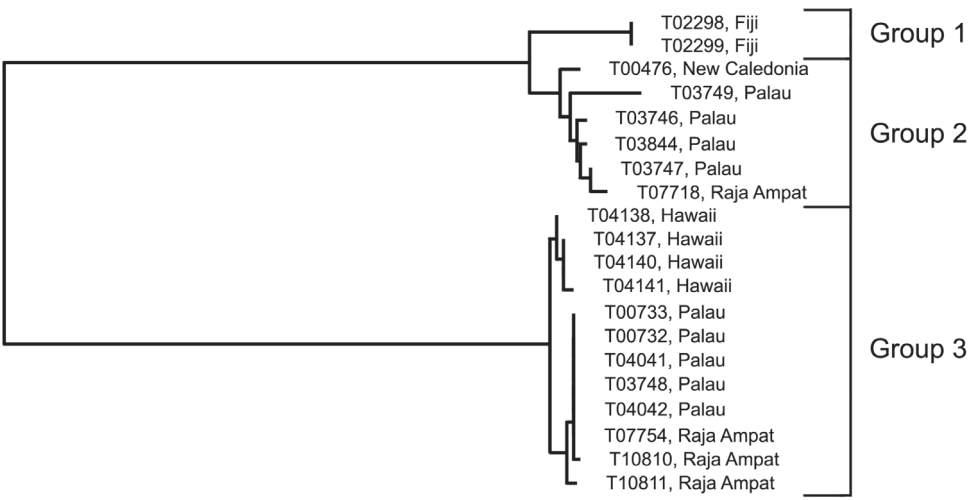 T02298, Fiji
T02299, Fiji
Group 1
T00476, New Caledonia
T03749, Palau
T03746, Palau
T03844, Palau
T03747, Palau
T07718, Raja Ampat
Group 2
T04138, Hawaii
T04137, Hawaii
T04140, Hawaii
T04141, Hawaii
T00733, Palau
T00732, Palau
T04041, Palau
T03748, Palau
T04042, Palau
T07754, Raja Ampat
T10810, Raja Ampat
T10811, Raja Ampat
Group 3